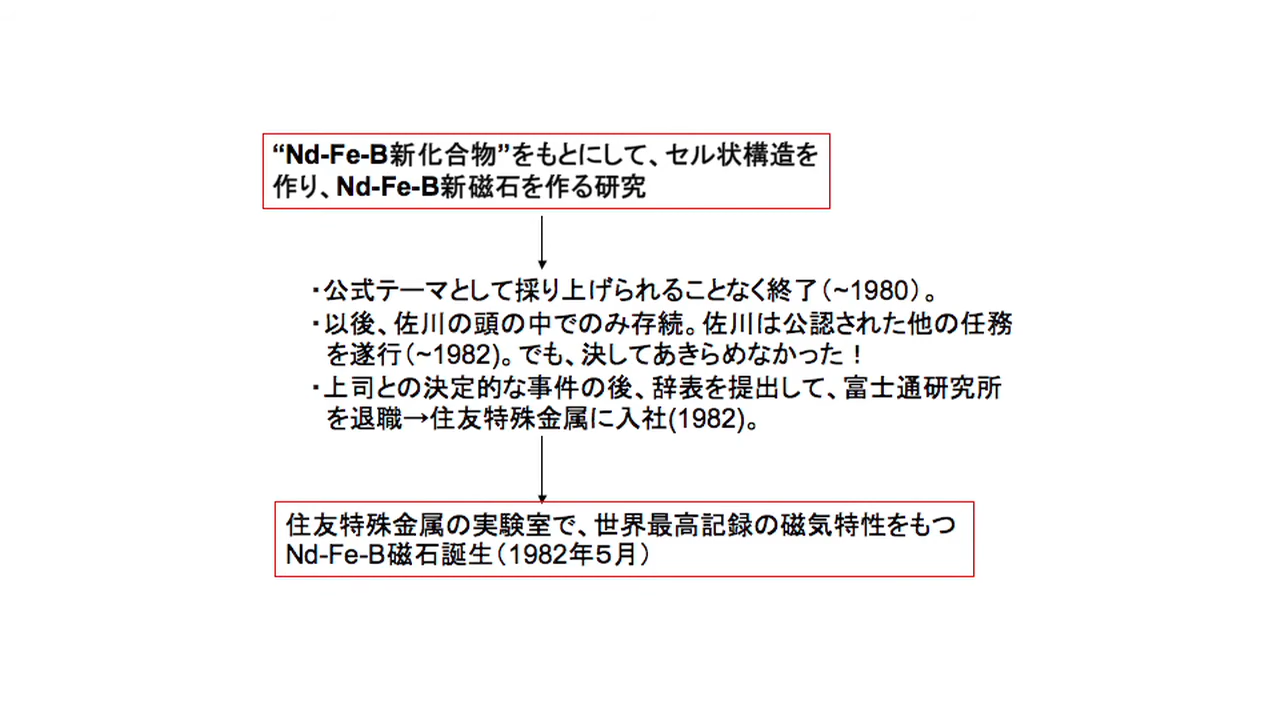 “Nd-Fe-B新化合物”をもとにして、セル状構造を
作り、Nd-Fe-B新磁石を作る研究
・公式テーマとして採り上げられることなく終了（~1980）。
・以後、佐川の頭の中でのみ存続。佐川は公認された他の任務
を遂行（~1982)。でも、決してあきらめなかった！
・上司との決定的な事件の後、辞表を提出して、富士通研究所
を退職→住友特殊金属に入社(1982)。
住友特殊金属の実験室で、世界最高記録の磁気特性をもつ
Nd-Fe-B磁石誕生（1982年５月）